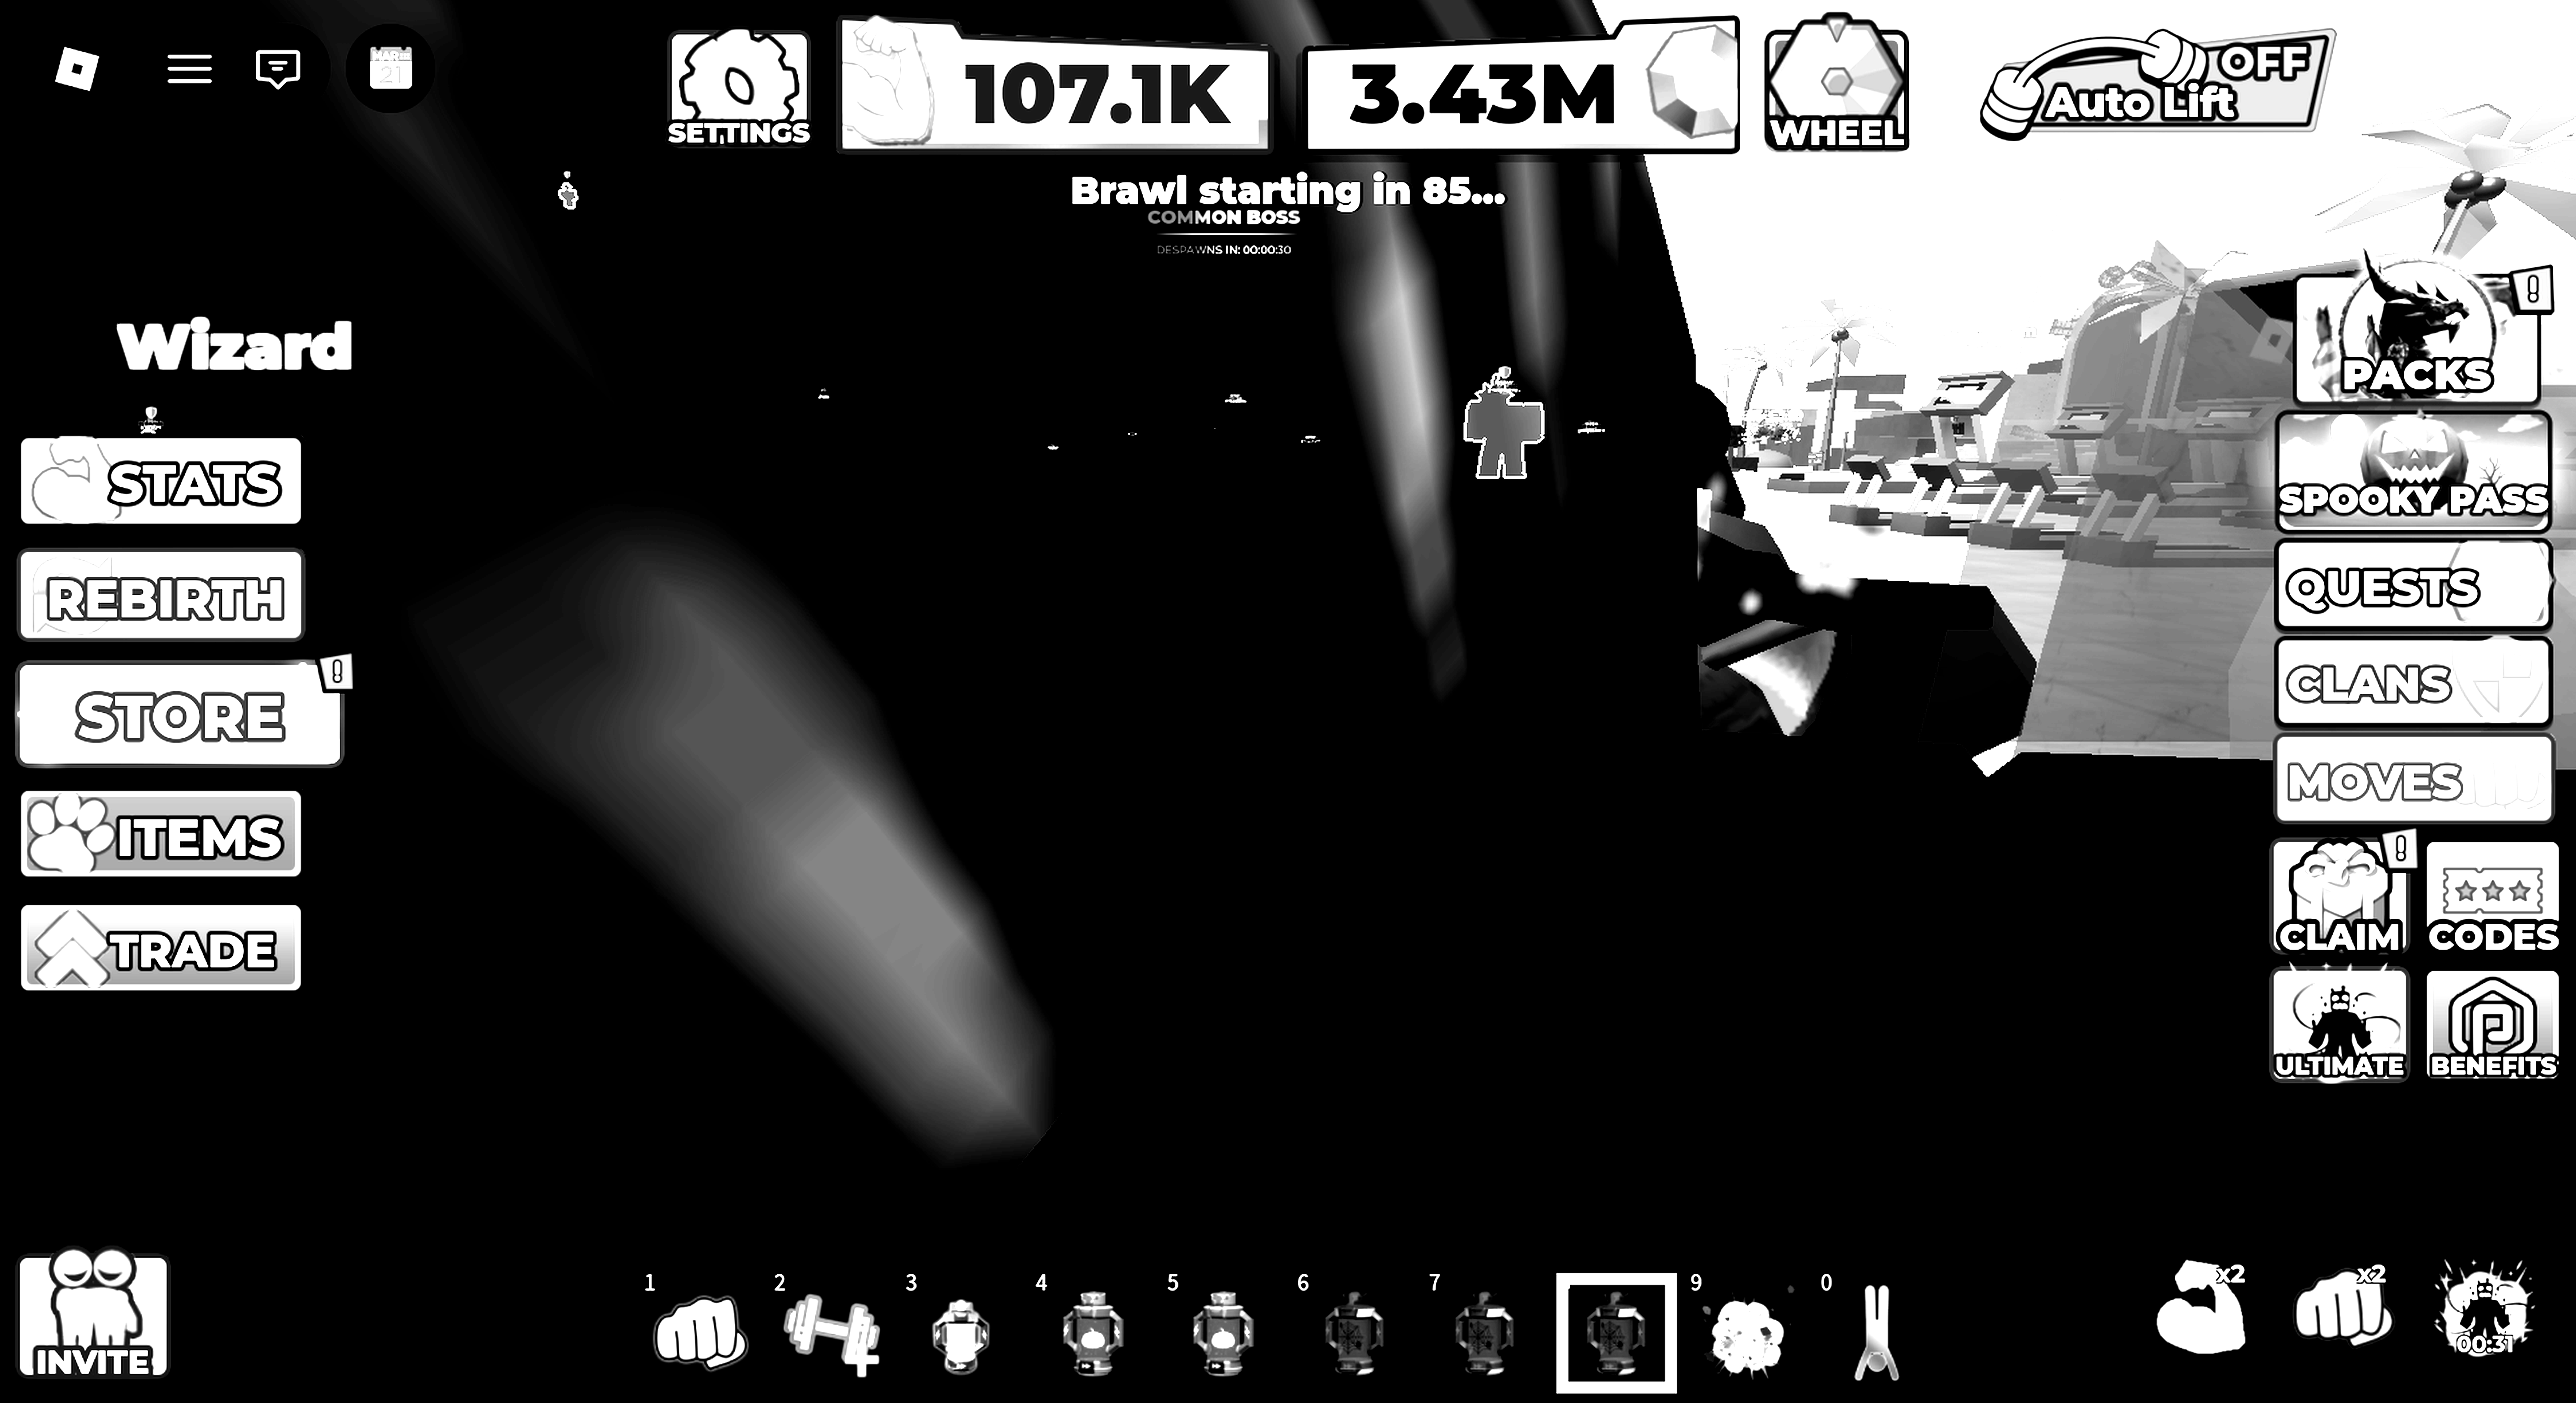 SETTINGS
107.1K
3.43M
WHEEL
OFF
Auto Lift
MAR
21
Brawl starting in 85...
COMMON BOSS
DESPAWNS IN: 00:00:30
Wizard
PACKS
STATS
SPOOKY PASS
REBIRTH
QUESTS
STORE
CLANS
MOVES
ITEMS
CLAIM
CODES
TRADE
ULTIMATE
BENEFITS
INVITE
1
2
3
4
5
6
7
9
0
x2
x2
00:31